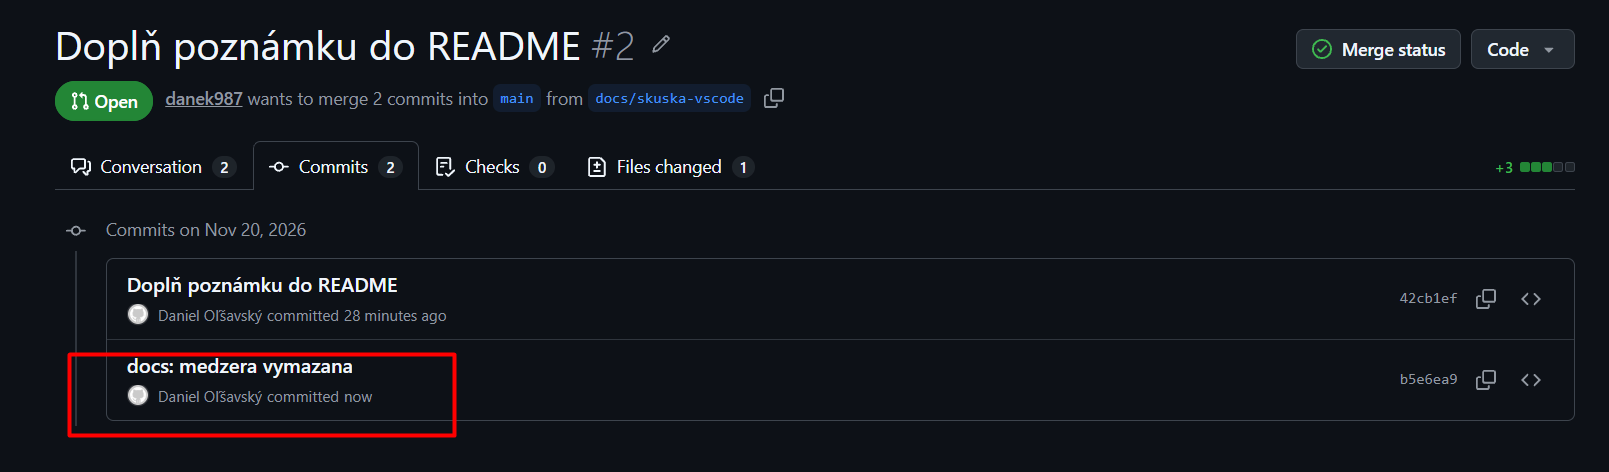 Doplň poznámku do README #2
Merge status
Code
Open
danek987 wants to merge 2 commits into main from docs/skuska-vscode
Conversation 2
Commits 2
Checks 0
Files changed 1
+3
Commits on Nov 20, 2026
Doplň poznámku do README
Daniel Oľšavský committed 28 minutes ago
42cb1ef
docs: medzera vymazana
Daniel Oľšavský committed now
b5e6ea9